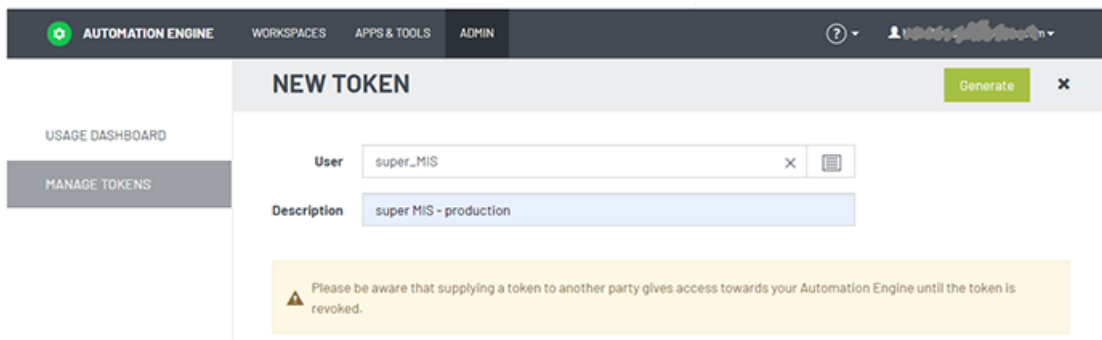 AUTOMATION ENGINE WORKSPACES APPS & TOOLS ADMIN ?
NEW TOKEN Generate
USAGE DASHBOARD
MANAGE TOKENS
User super_MIS
Description super MIS - production
Please be aware that supplying a token to another party gives access towards your Automation Engine until the token is
revoked.